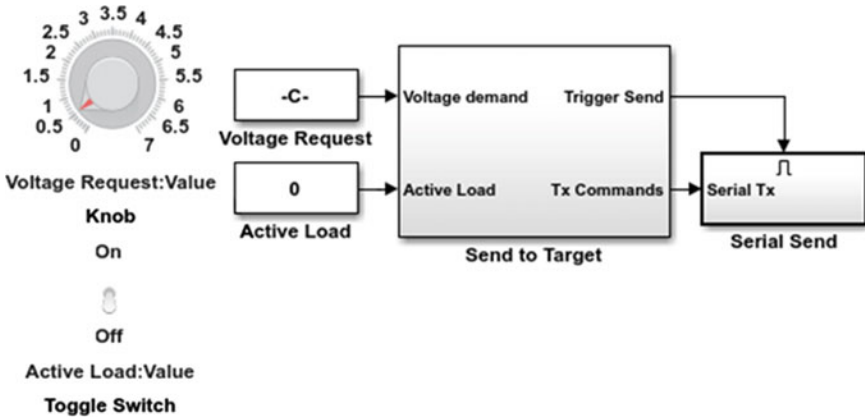 0
0.5
1
1.5
2
2.5
3
3.5
4
4.5
5
5.5
6
6.5
7
Voltage Request:Value
Knob
On
Off
Active Load:Value
Toggle Switch
-C-
Voltage Request
0
Active Load
Voltage demand
Trigger Send
Active Load
Tx Commands
Send to Target
Serial Tx
Serial Send